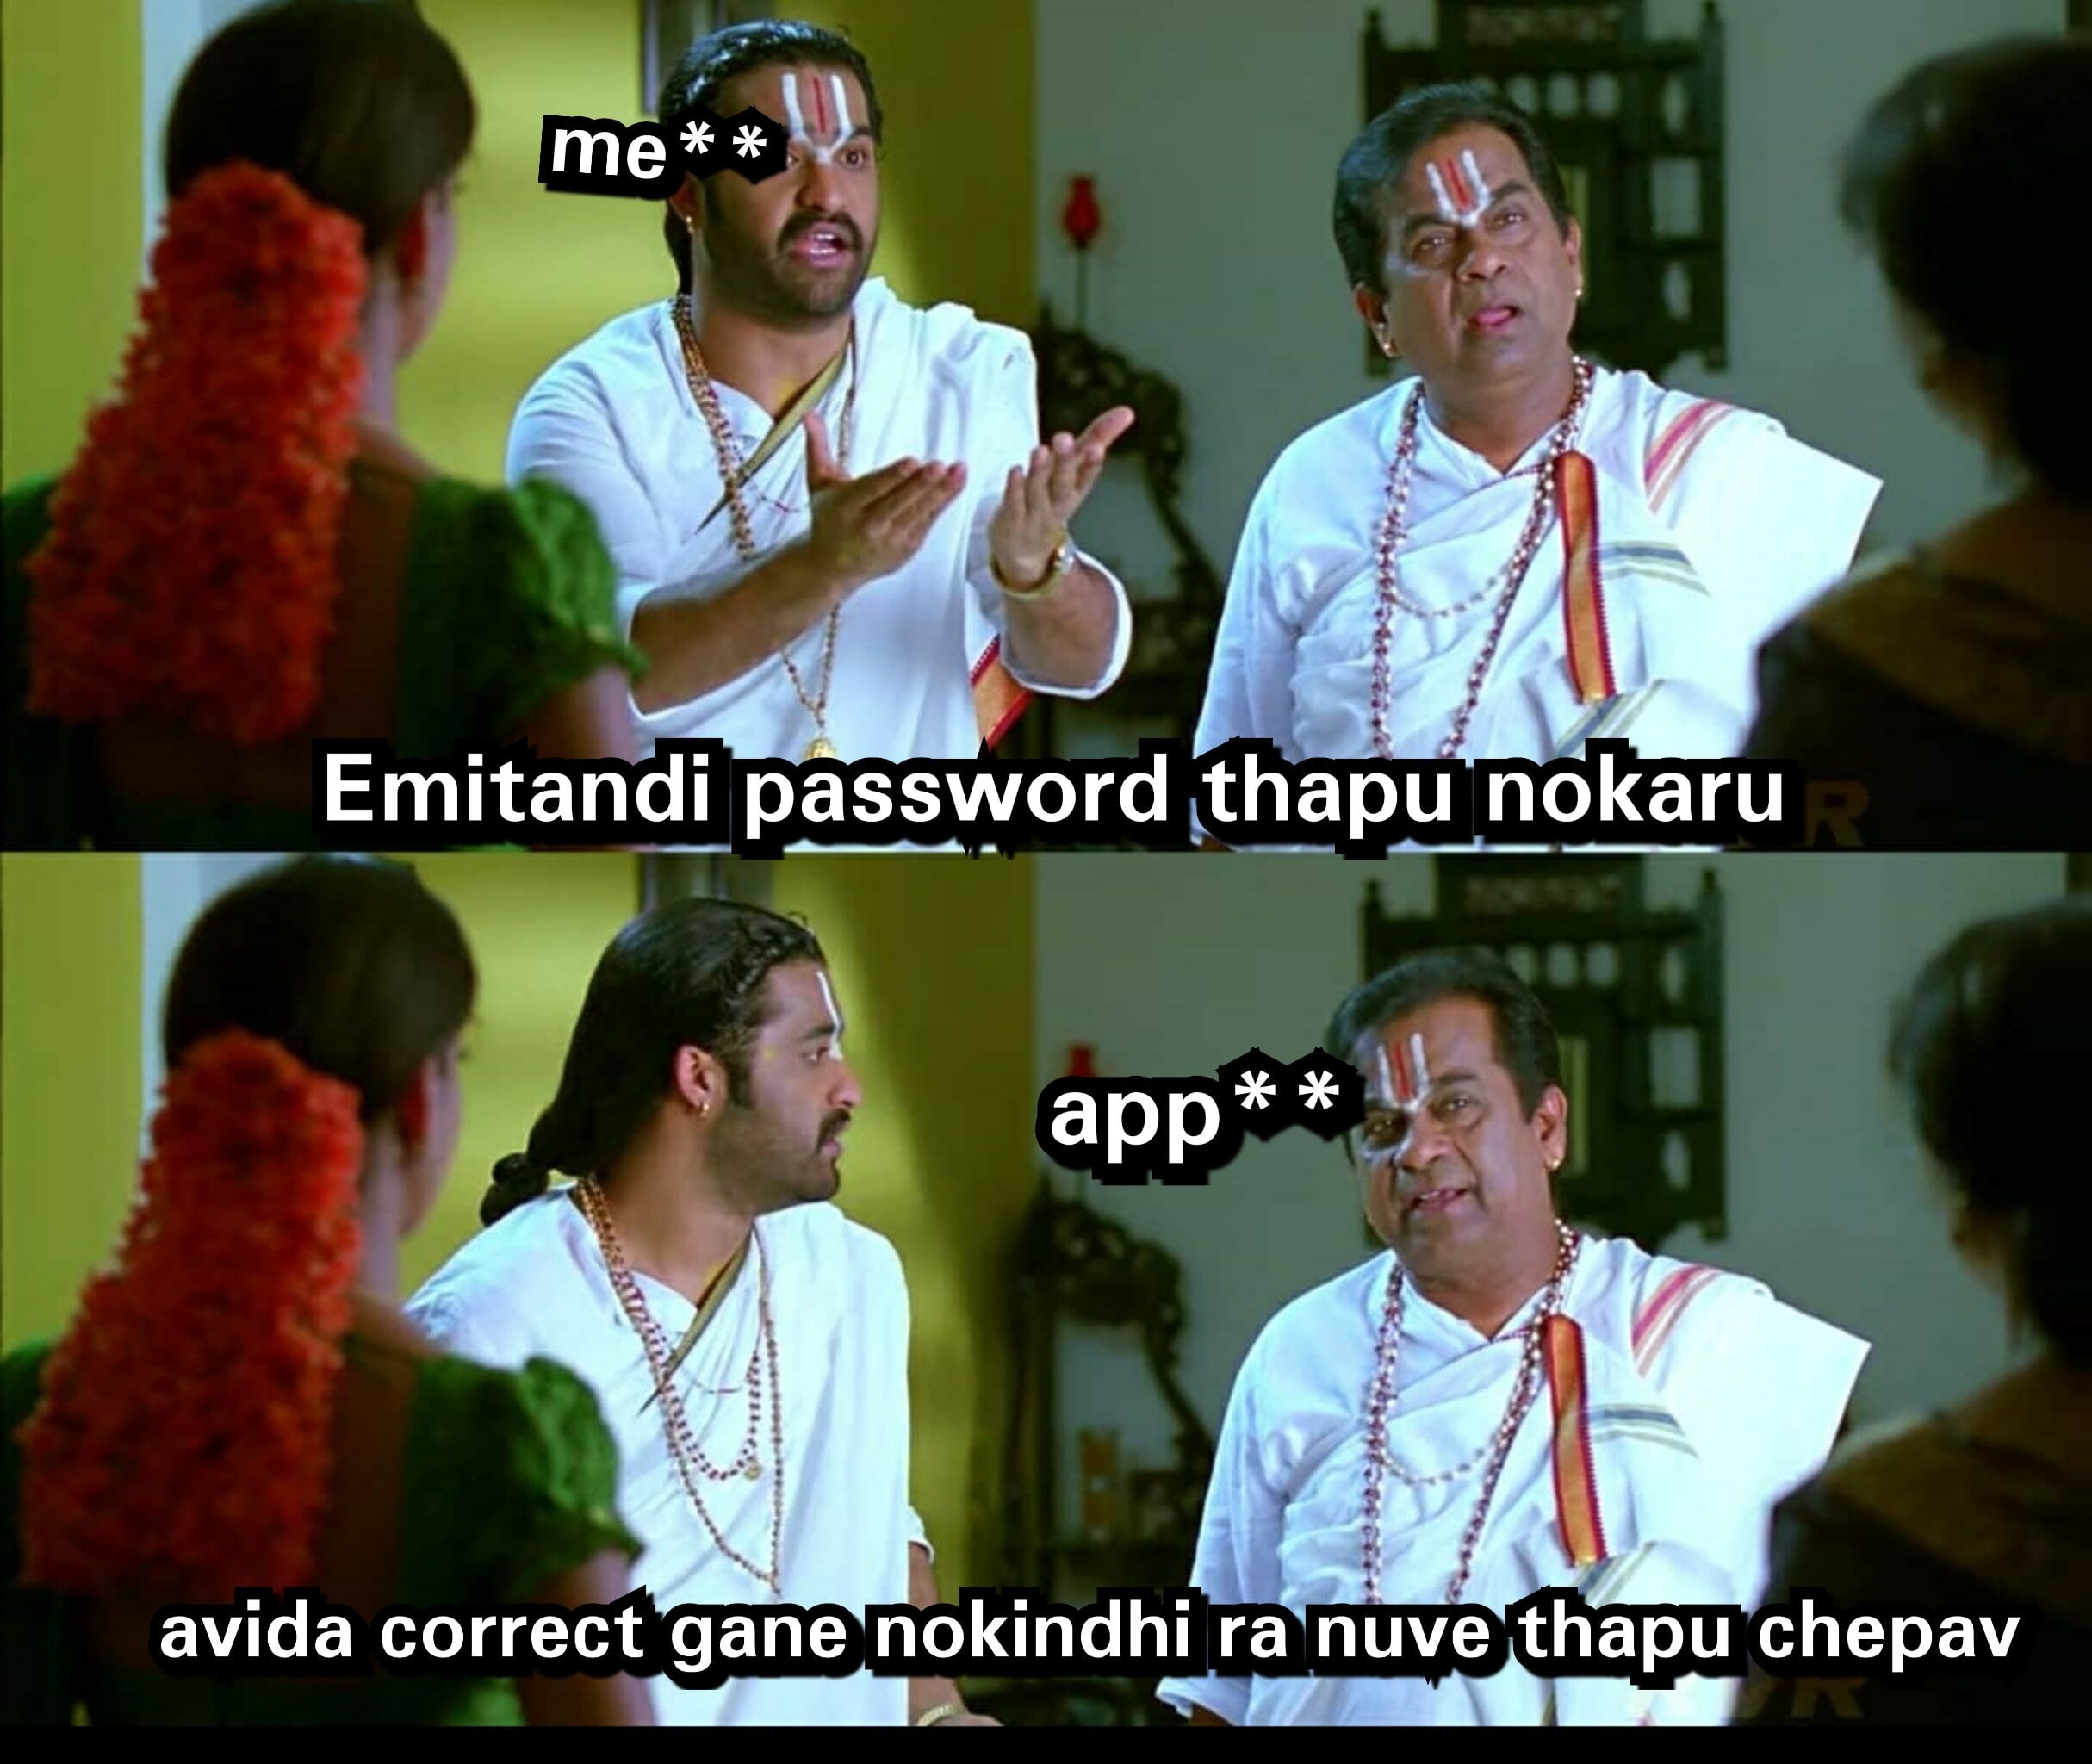 me**
Emitandi password thapu nokaru
app**
avida correct gane nokindhi ra nuve thapu chepav